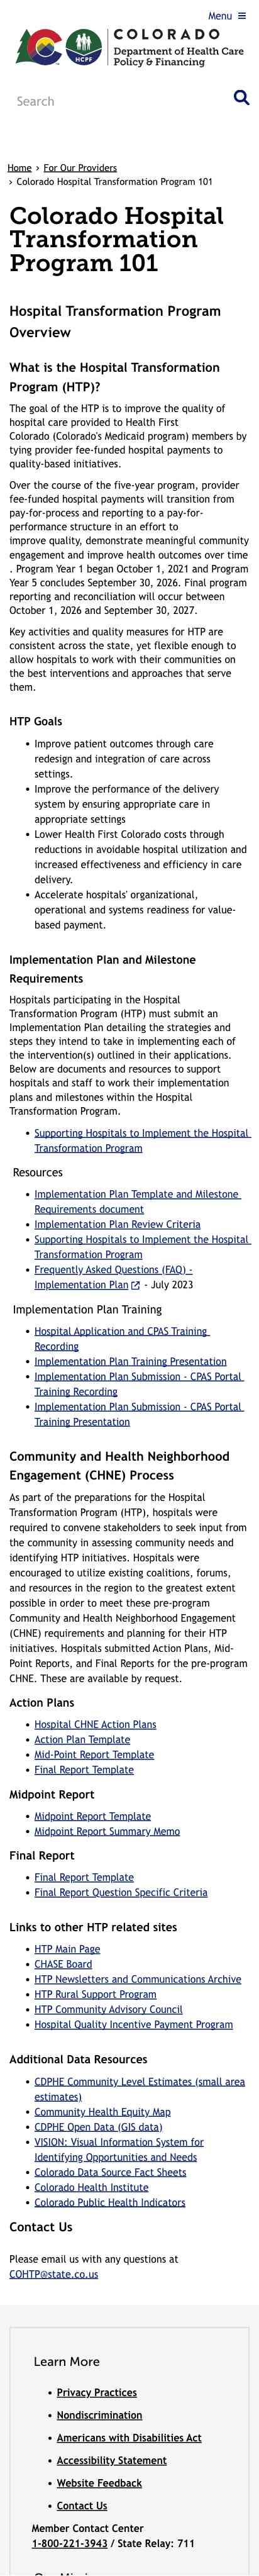 Menu ≡
COLORADO
Department of Health Care
Policy & Financing
CO
HCPF
TM
Search
Home › For Our Providers
› Colorado Hospital Transformation Program 101
Colorado Hospital
Transformation
Program 101
Hospital Transformation Program
Overview
What is the Hospital Transformation
Program (HTP)?
The goal of the HTP is to improve the quality of
hospital care provided to Health First
Colorado (Colorado's Medicaid program) members by
tying provider fee-funded hospital payments to
quality-based initiatives.
Over the course of the five-year program, provider
fee-funded hospital payments will transition from
pay-for-process and reporting to a pay-for-
performance structure in an effort to
improve quality, demonstrate meaningful community
engagement and improve health outcomes over time
. Program Year 1 began October 1, 2021 and Program
Year 5 concludes September 30, 2026. Final program
reporting and reconciliation will occur between
October 1, 2026 and September 30, 2027.
Key activities and quality measures for HTP are
consistent across the state, yet flexible enough to
allow hospitals to work with their communities on
the best interventions and approaches that serve
them.
HTP Goals
• Improve patient outcomes through care
redesign and integration of care across
settings.
• Improve the performance of the delivery
system by ensuring appropriate care in
appropriate settings
• Lower Health First Colorado costs through
reductions in avoidable hospital utilization and
increased effectiveness and efficiency in care
delivery.
• Accelerate hospitals' organizational,
operational and systems readiness for value-
based payment.
Implementation Plan and Milestone
Requirements
Hospitals participating in the Hospital
Transformation Program (HTP) must submit an
Implementation Plan detailing the strategies and
steps they intend to take in implementing each of
the intervention(s) outlined in their applications.
Below are documents and resources to support
hospitals and staff to work their implementation
plans and milestones within the Hospital
Transformation Program.
• Supporting Hospitals to Implement the Hospital
Transformation Program
Resources
• Implementation Plan Template and Milestone
Requirements document
• Implementation Plan Review Criteria
• Supporting Hospitals to Implement the Hospital
Transformation Program
• Frequently Asked Questions (FAQ) -
Implementation Plan - July 2023
Implementation Plan Training
• Hospital Application and CPAS Training
Recording
• Implementation Plan Training Presentation
• Implementation Plan Submission - CPAS Portal
Training Recording
• Implementation Plan Submission - CPAS Portal
Training Presentation
Community and Health Neighborhood
Engagement (CHNE) Process
As part of the preparations for the Hospital
Transformation Program (HTP), hospitals were
required to convene stakeholders to seek input from
the community in assessing community needs and
identifying HTP initiatives. Hospitals were
encouraged to utilize existing coalitions, forums,
and resources in the region to the greatest extent
possible in order to meet these pre-program
Community and Health Neighborhood Engagement
(CHNE) requirements and planning for their HTP
initiatives. Hospitals submitted Action Plans, Mid-
Point Reports, and Final Reports for the pre-program
CHNE. These are available by request.
Action Plans
• Hospital CHNE Action Plans
• Action Plan Template
• Mid-Point Report Template
• Final Report Template
Midpoint Report
• Midpoint Report Template
• Midpoint Report Summary Memo
Final Report
• Final Report Template
• Final Report Question Specific Criteria
Links to other HTP related sites
• HTP Main Page
• CHASE Board
• HTP Newsletters and Communications Archive
• HTP Rural Support Program
• HTP Community Advisory Council
• Hospital Quality Incentive Payment Program
Additional Data Resources
• CDPHE Community Level Estimates (small area
estimates)
• Community Health Equity Map
• CDPHE Open Data (GIS data)
• VISION: Visual Information System for
Identifying Opportunities and Needs
• Colorado Data Source Fact Sheets
• Colorado Health Institute
• Colorado Public Health Indicators
Contact Us
Please email us with any questions at
COHTP@state.co.us
Learn More
• Privacy Practices
• Nondiscrimination
• Americans with Disabilities Act
• Accessibility Statement
• Website Feedback
• Contact Us
Member Contact Center
1-800-221-3943 / State Relay: 711